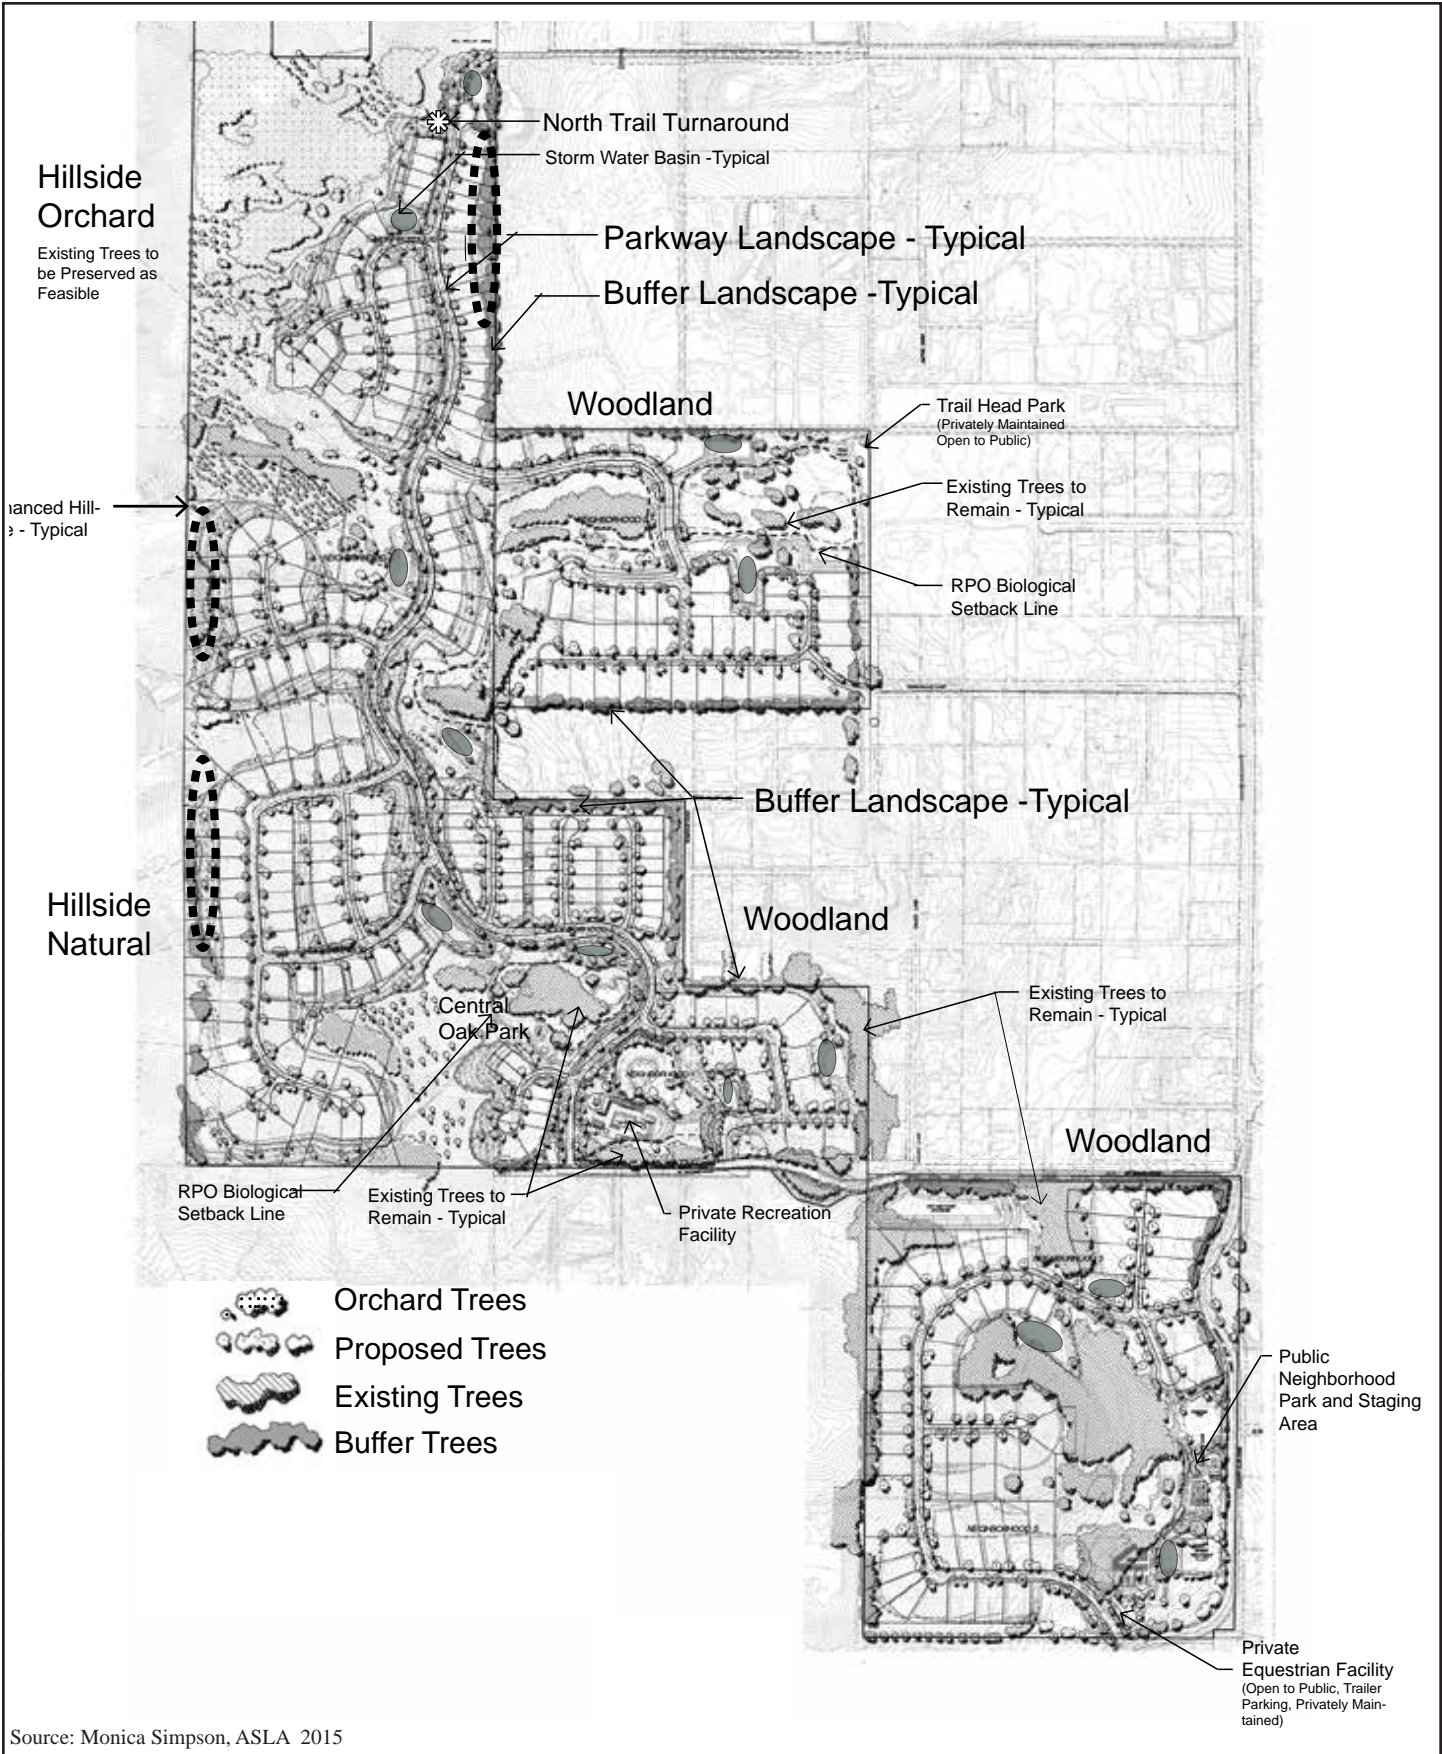 North Trail Turnaround
Storm Water Basin -Typical
Hillside
Orchard
Existing Trees to
be Preserved as
Feasible
Parkway Landscape - Typical
Buffer Landscape -Typical
Woodland
Trail Head Park
(Privately Maintained
Open to Public)
Existing Trees to
Remain - Typical
hanced Hill-
e - Typical
RPO Biological
Setback Line
Buffer Landscape -Typical
Hillside
Natural
Woodland
Existing Trees to
Remain - Typical
Central
Oak Park
Woodland
RPO Biological
Setback Line
Existing Trees to
Remain - Typical
Private Recreation
Facility
Orchard Trees
Proposed Trees
Existing Trees
Buffer Trees
Public
Neighborhood
Park and Staging
Area
NEIGHBORHOOD 5
Private
Equestrian Facility
(Open to Public, Trailer
Parking, Privately Main-
tained)
Source: Monica Simpson, ASLA 2015